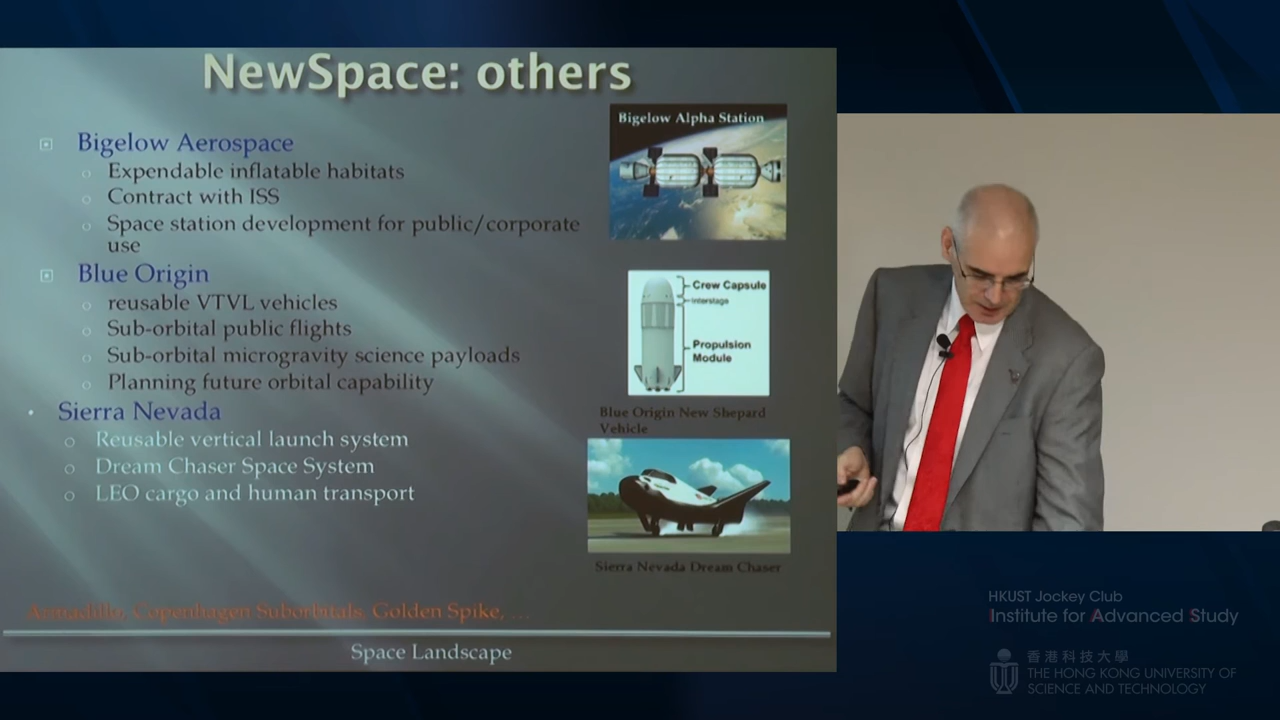 NewSpace: others
Bigelow Aerospace
Expendable inflatable habitats
Contract with ISS
Space station development for public/corporate
use
Blue Origin
reusable VTVL vehicles
Sub-orbital public flights
Sub-orbital microgravity science payloads
Planning future orbital capability
Sierra Nevada
Reusable vertical launch system
Dream Chaser Space System
LEO cargo and human transport
Bigelow Alpha Station
Crew Capsule
Interstage
Propulsion
Module
Blue Origin New Shepard
Vehicle
Sierra Nevada Dream Chaser
Armadillo, Copenhagen Suborbitals, Golden Spike, ...
Space Landscape
HKUST Jockey Club
Institute for Advanced Study
香港科技大學
THE HONG KONG UNIVERSITY OF
SCIENCE AND TECHNOLOGY